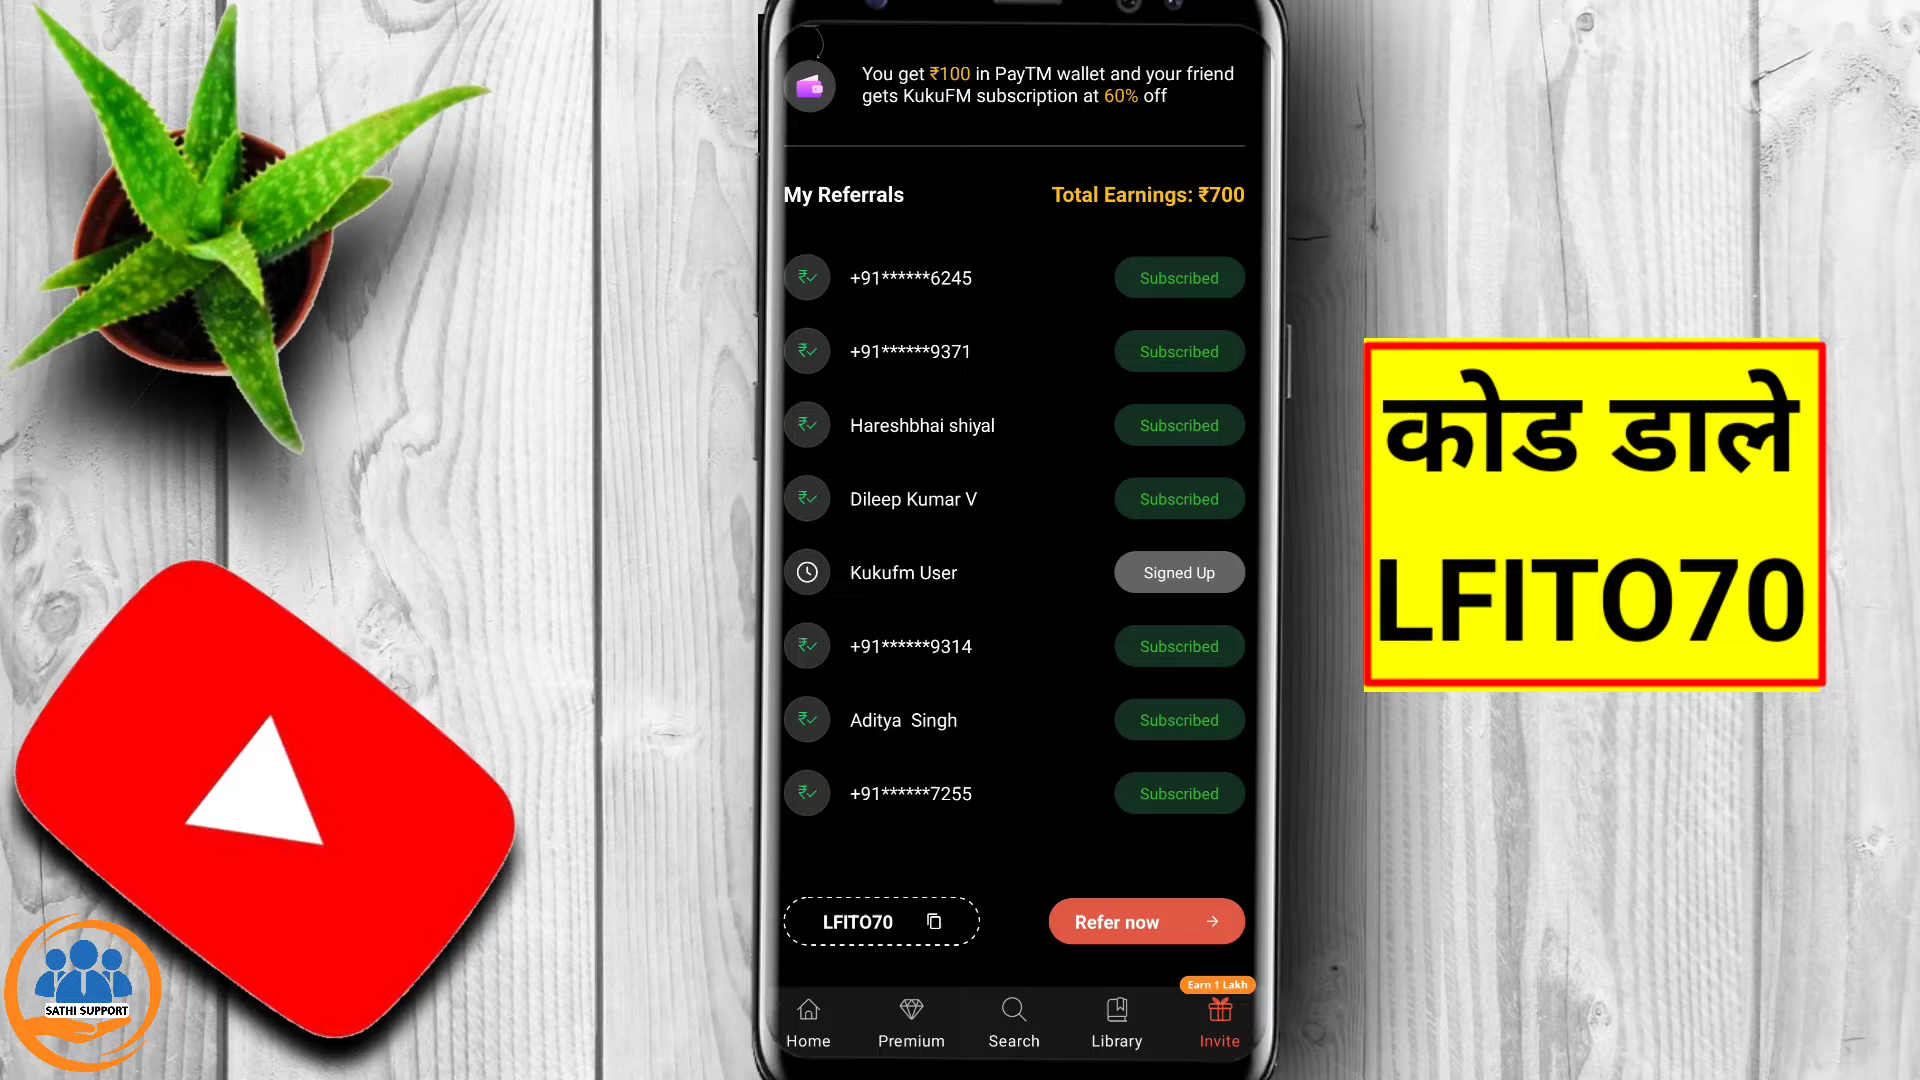 You get ₹100 in PayTM wallet and your friend
gets KukuFM subscription at 60% off
My Referrals
Total Earnings: ₹700
+91******6245
Subscribed
+91******9371
Subscribed
Hareshbhai shiyal
Subscribed
Dileep Kumar V
Subscribed
Kukufm User
Signed Up
+91******9314
Subscribed
Aditya  Singh
Subscribed
+91******7255
Subscribed
LFITO70
Refer now
Earn 1 Lakh
Home
Premium
Search
Library
Invite
कोड डाले
LFITO70
SATHI SUPPORT